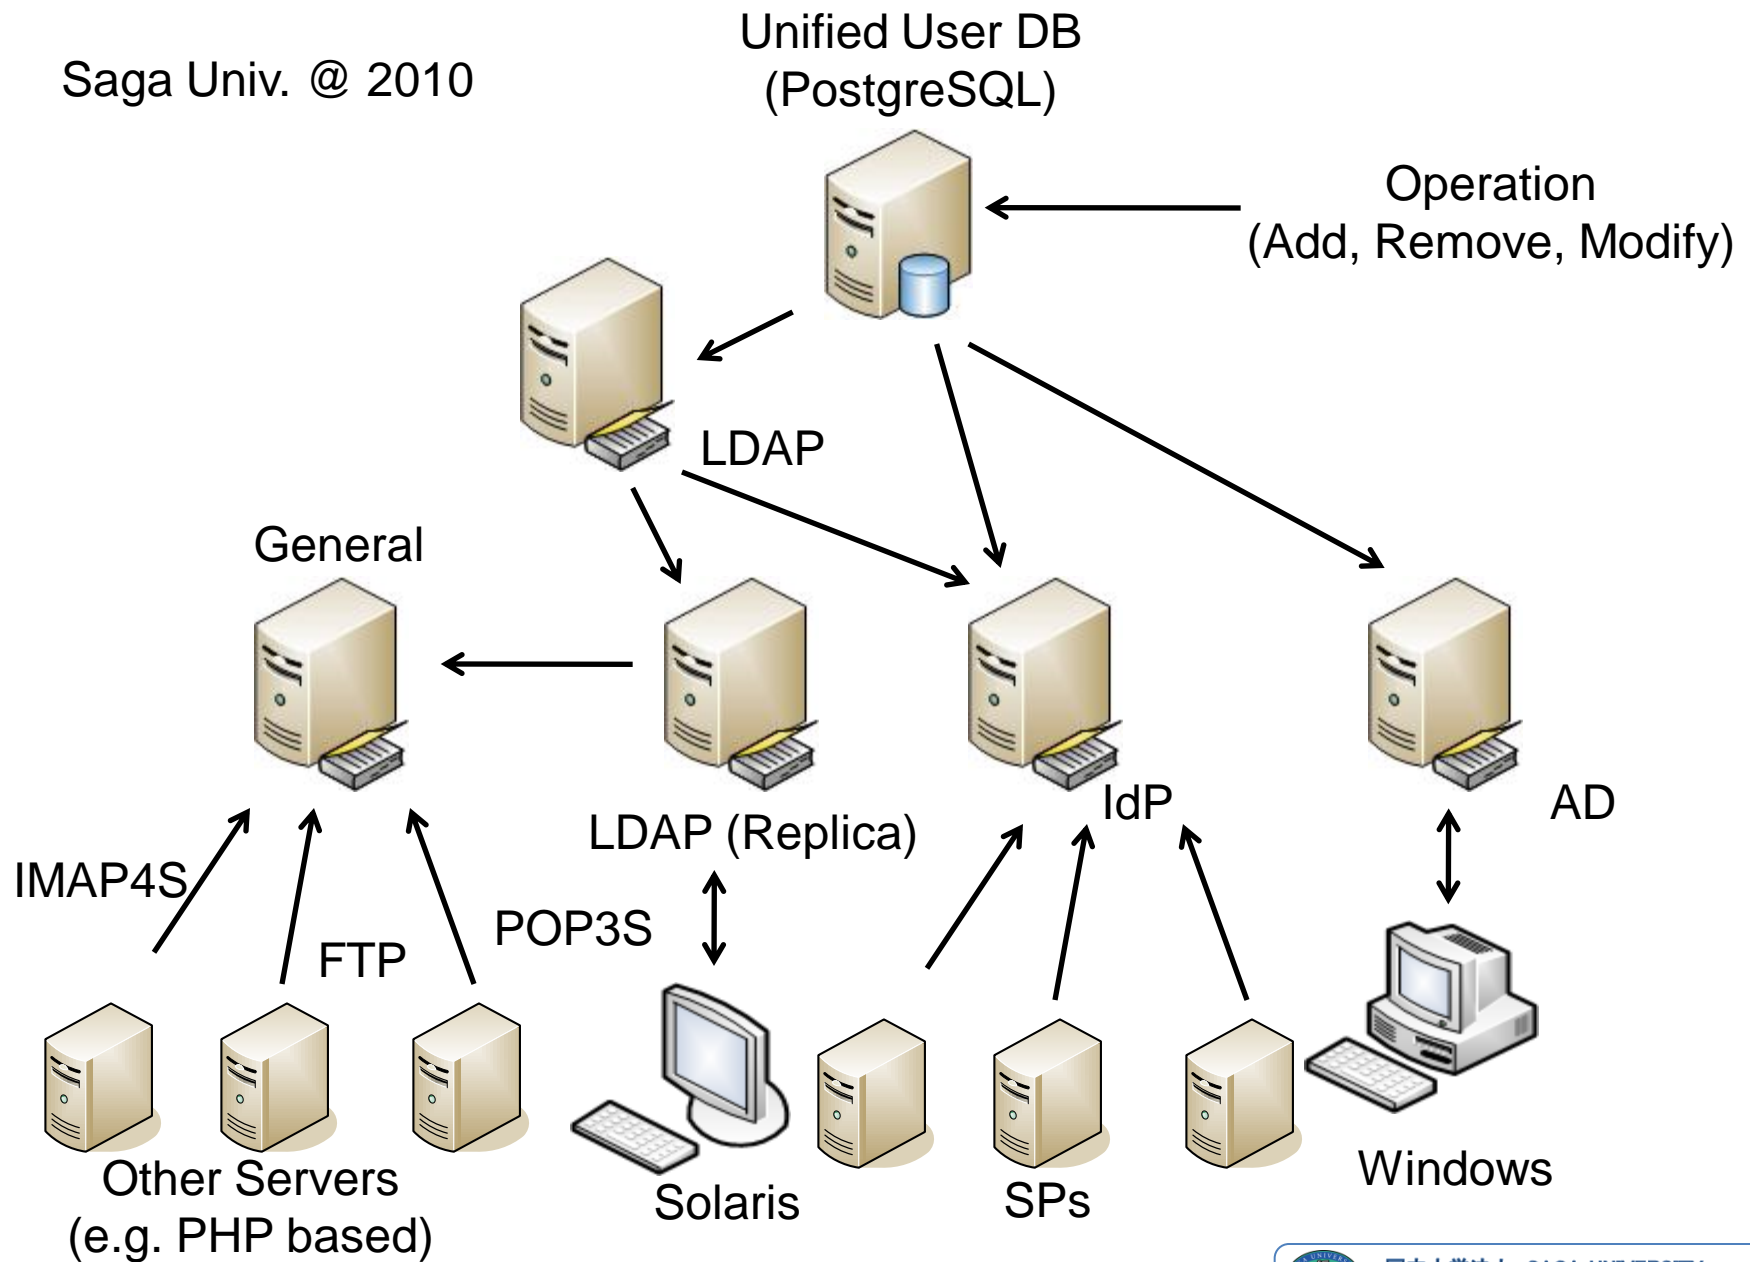 Saga Univ. @ 2010
Unified User DB
(PostgreSQL)
Operation
(Add, Remove, Modify)
LDAP
General
LDAP (Replica)
IdP
AD
IMAP4S
FTP
POP3S
Other Servers
(e.g. PHP based)
Solaris
SPs
Windows